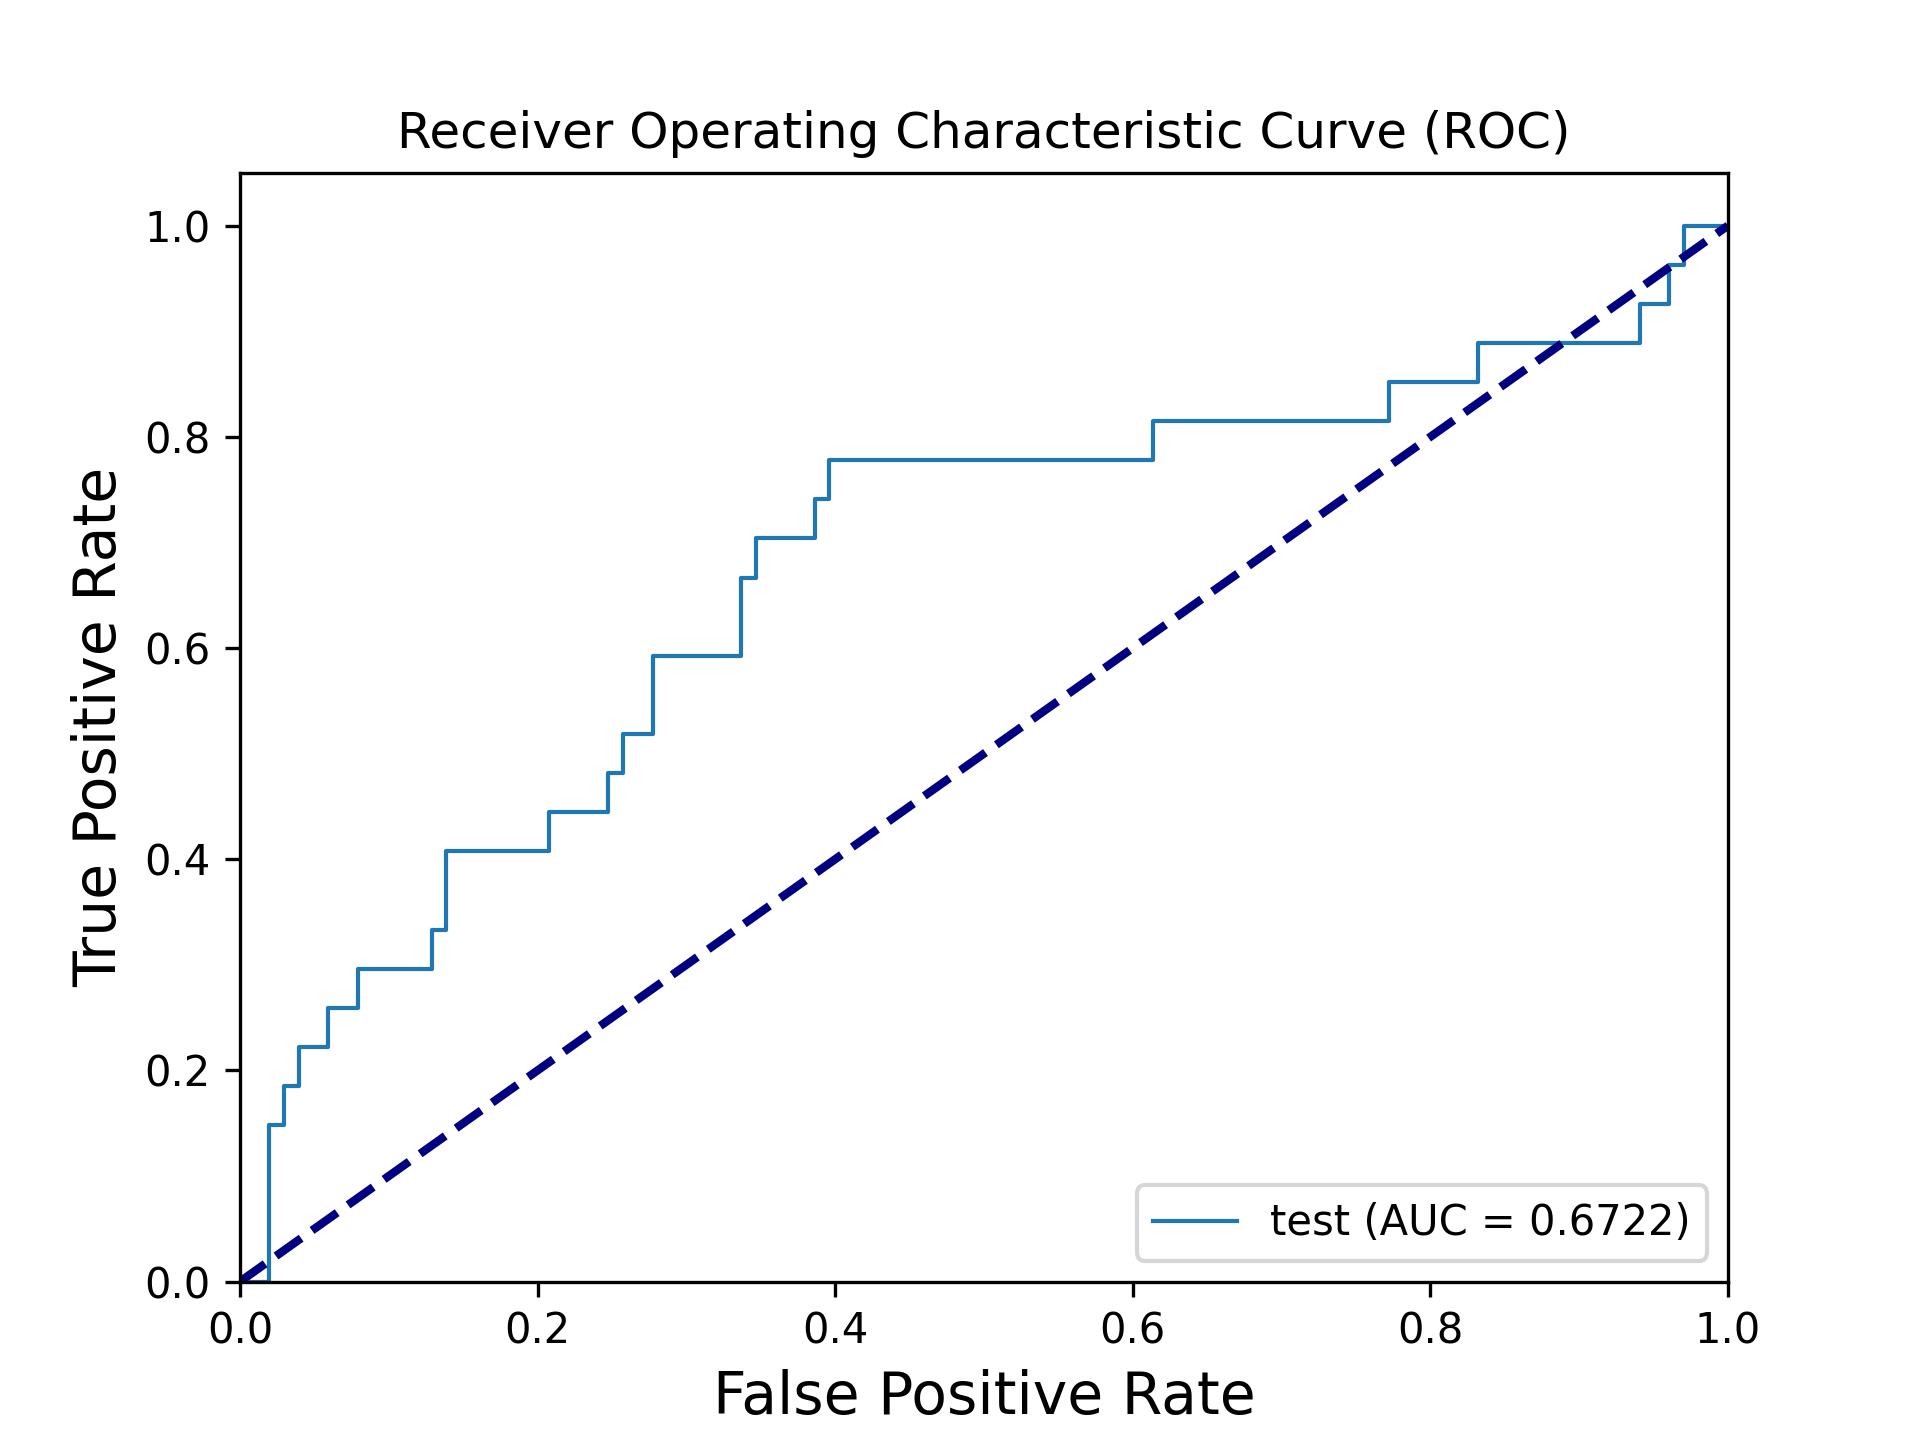 Receiver Operating Characteristic Curve (ROC)
True Positive Rate
1.0
0.8
0.6
0.4
0.2
0.0
0.0 0.2 0.4 0.6 0.8 1.0
False Positive Rate
test (AUC = 0.6722)